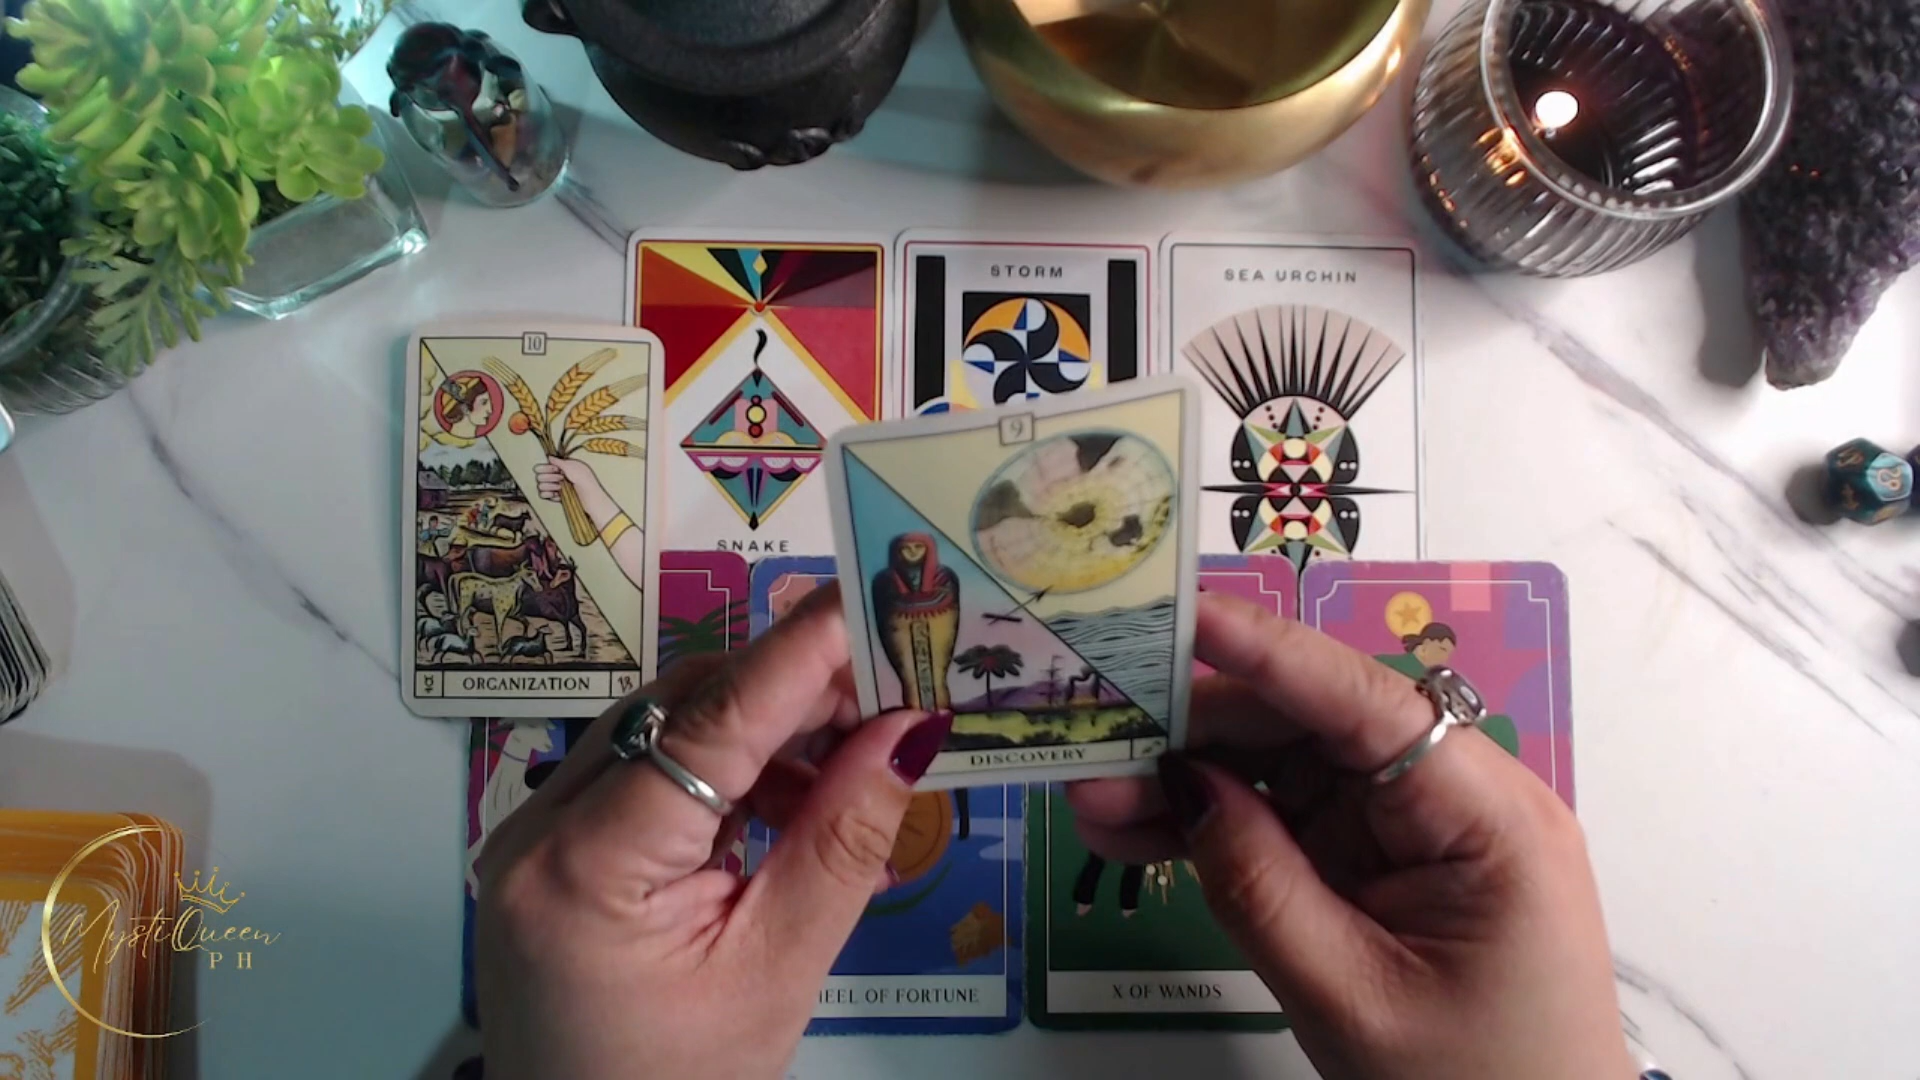 STORM
SEA URCHIN
10
9
SNAKE
ORGANIZATION
DISCOVERY
MystiQueen
PH
HEEL OF FORTUNE
X OF WANDS